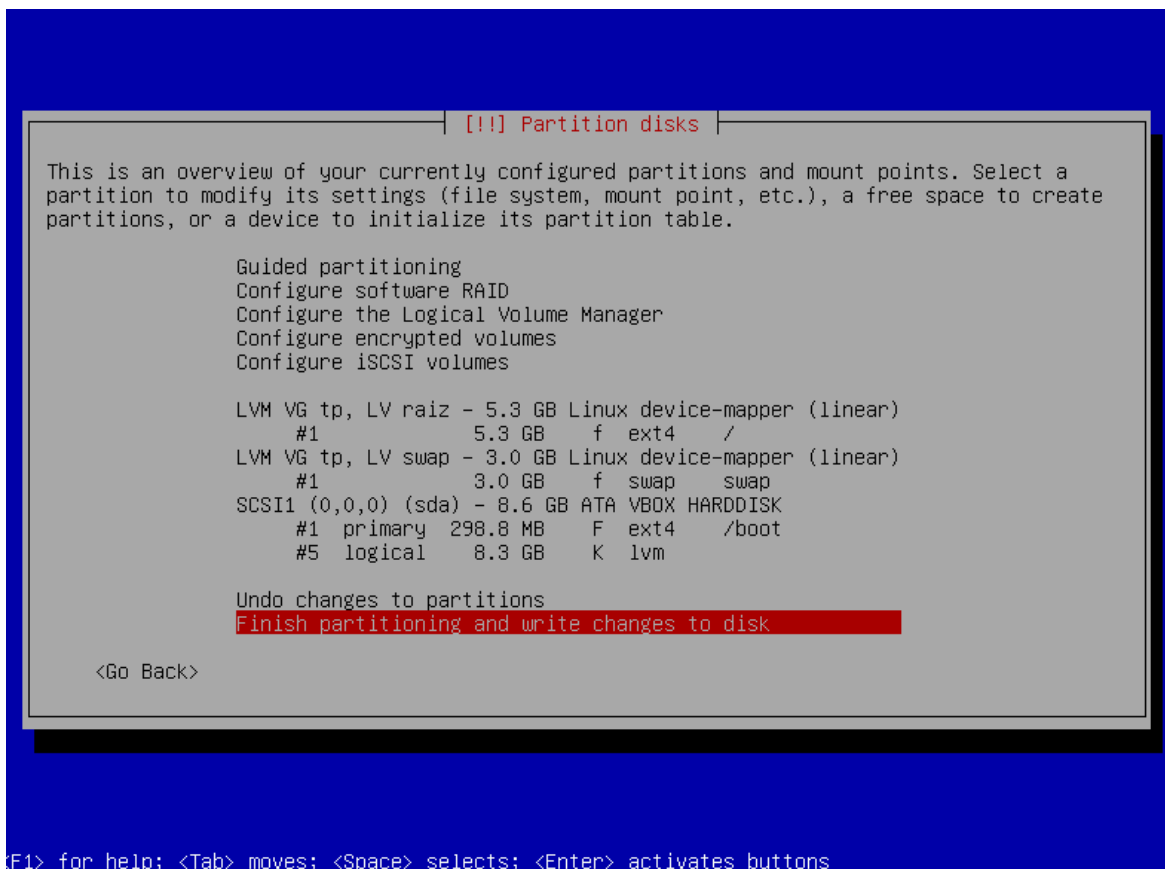 [!!] Partition disks
This is an overview of your currently configured partitions and mount points. Select a
partition to modify its settings (file system, mount point, etc.), a free space to create
partitions, or a device to initialize its partition table.
Guided partitioning
Configure software RAID
Configure the Logical Volume Manager
Configure encrypted volumes
Configure iSCSI volumes
LVM VG tp, LV raiz - 5.3 GB Linux device-mapper (linear)
#1 5.3 GB f ext4 /
LVM VG tp, LV swap - 3.0 GB Linux device-mapper (linear)
#1 3.0 GB f swap swap
SCSI1 (0,0,0) (sda) - 8.6 GB ATA VBOX HARDDISK
#1 primary 298.8 MB F ext4 /boot
#5 logical 8.3 GB K lvm
Undo changes to partitions
Finish partitioning and write changes to disk
<Go Back>
<F1> for help; <Tab> moves; <Space> selects; <Enter> activates buttons